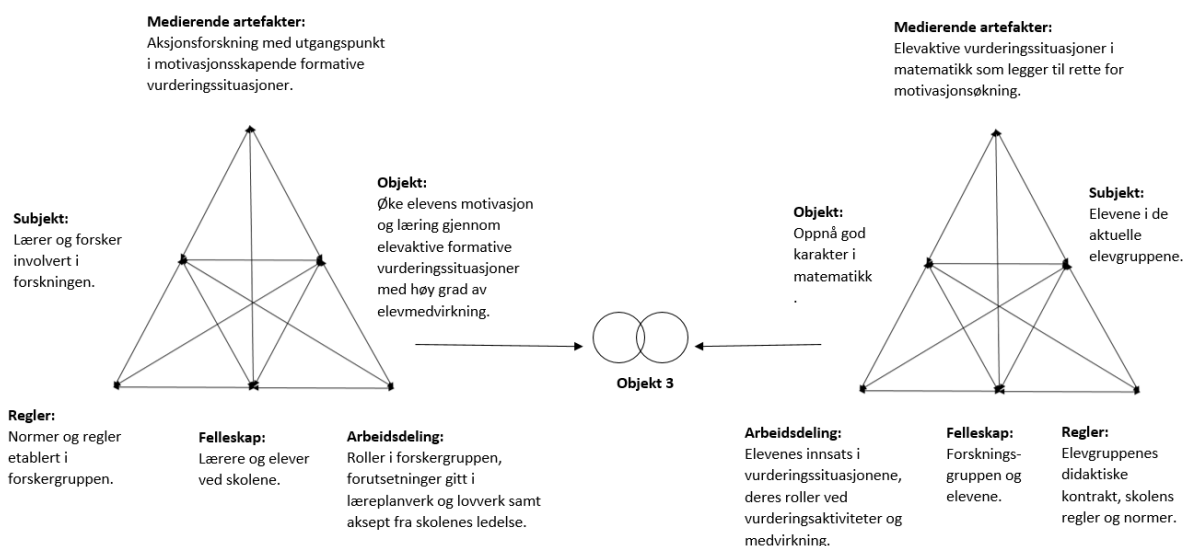 Medierende artefakter:
Aksjonsforskning med utgangspunkt
i motivasjonsskapende formative
vurderingssituasjoner.
Subjekt:
Lærer og forsker
involvert i
forskningen.
Objekt:
Øke elevens motivasjon
og læring gjennom
elevaktive formative
vurderingssituasjoner
med høy grad av
elevmedvirkning.
Regler:
Normer og regler
etablert i
forskergruppen.
Felleskap:
Lærere og elever
ved skolene.
Arbeidsdeling:
Roller i forskergruppen,
forutsetninger gitt i
læreplanverk og lovverk samt
aksept fra skolenes ledelse.
Objekt 3
Medierende artefakter:
Elevaktive vurderingssituasjoner i
matematikk som legger til rette for
motivasjonsøkning.
Objekt:
Oppnå god
karakter i
matematikk
.
Subjekt:
Elevene i de
aktuelle
elevgruppene.
Arbeidsdeling:
Elevenes innsats i
vurderingssituasjonene,
deres roller ved
vurderingsaktiviteter og
medvirkning.
Felleskap:
Forsknings-
gruppen og
elevene.
Regler:
Elevgruppenes
didaktiske
kontrakt, skolens
regler og normer.